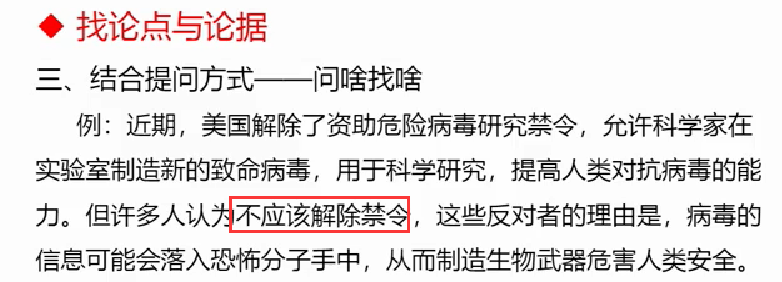 ◆ 找论点与论据
三、结合提问方式——问啥找啥
例：近期，美国解除了资助危险病毒研究禁令，允许科学家在
实验室制造新的致命病毒，用于科学研究，提高人类对抗病毒的能
力。但许多人认为不应该解除禁令，这些反对者的理由是，病毒的
信息可能会落入恐怖分子手中，从而制造生物武器危害人类安全。